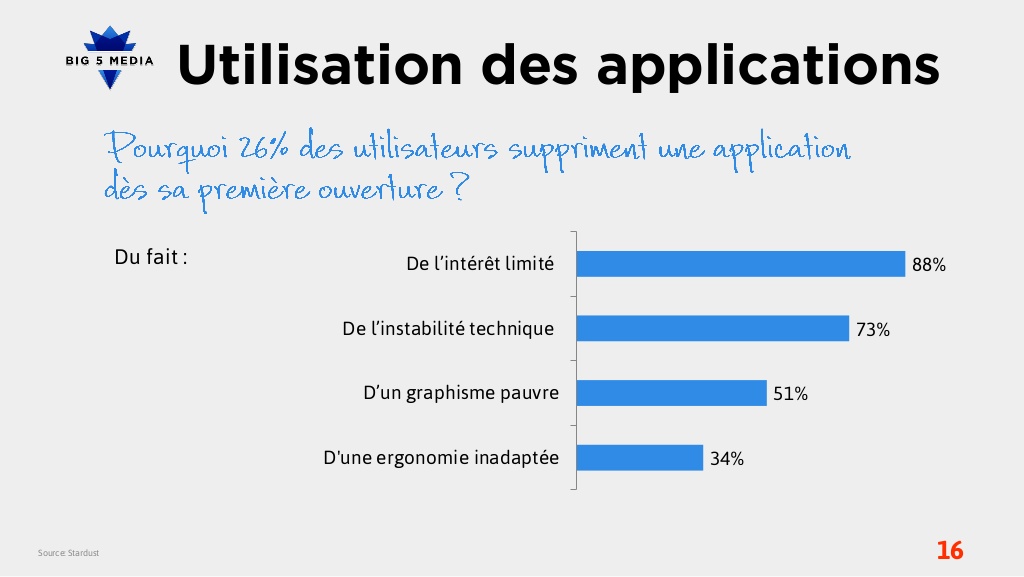 BIG 5 MEDIA
Utilisation des applications
Pourquoi 26% des utilisateurs suppriment une application
dès sa première ouverture ?
Du fait :
De l’intérêt limité 88%
De l’instabilité technique 73%
D’un graphisme pauvre 51%
D'une ergonomie inadaptée 34%
Source: Stardust
16